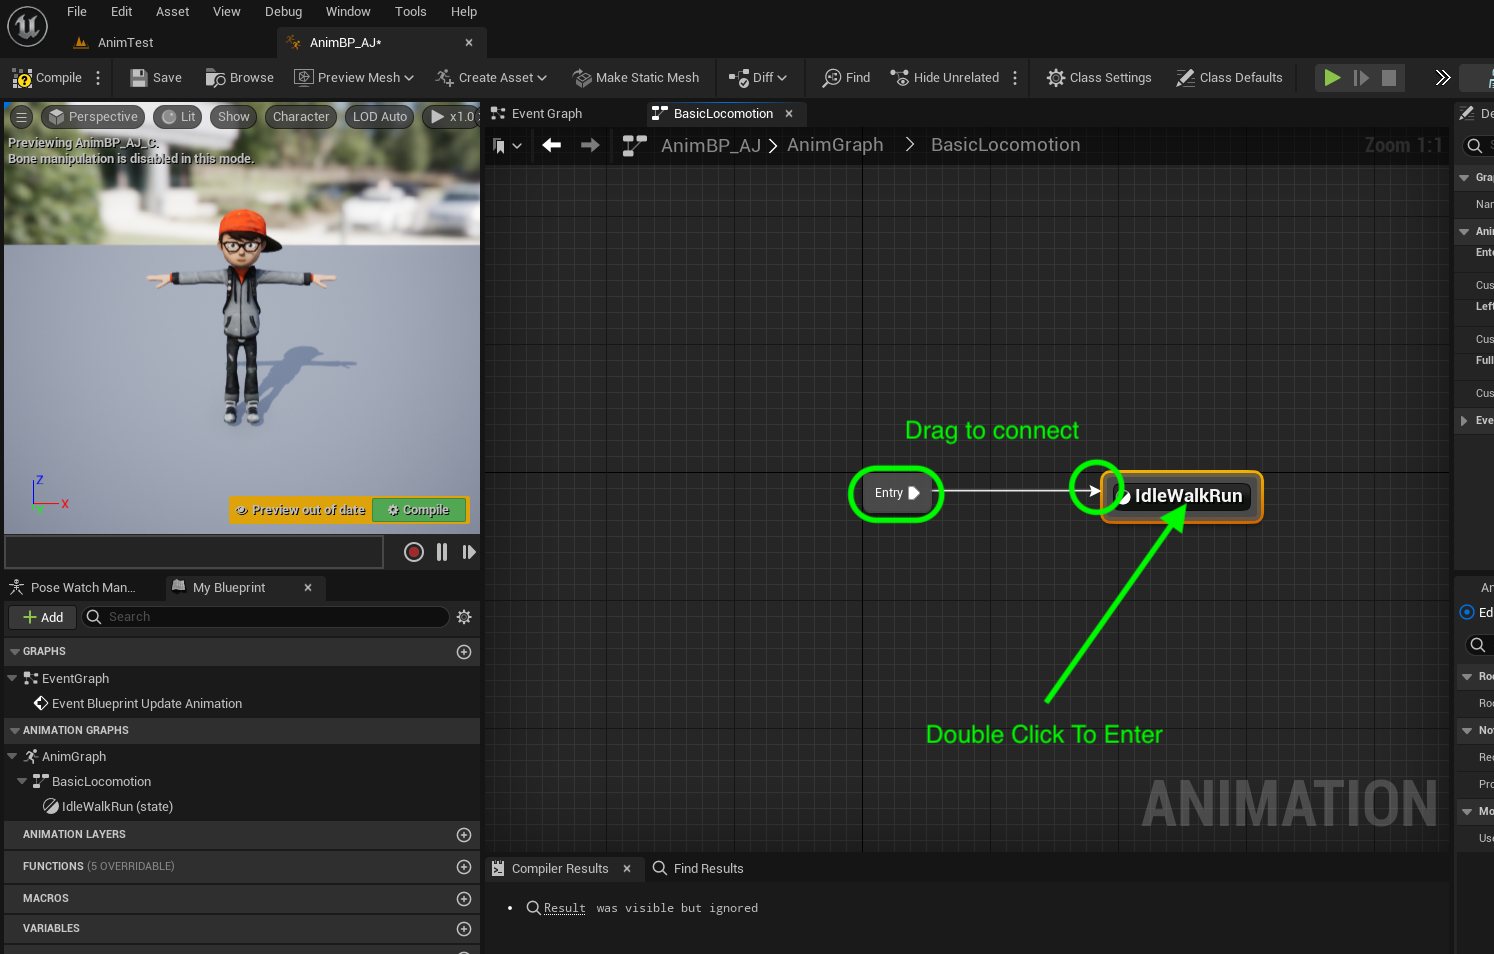 File Edit Asset View Debug Window Tools Help
AnimTest
AnimBP_AJ*
Compile Save Browse Preview Mesh Create Asset Make Static Mesh Diff Find Hide Unrelated Class Settings Class Defaults
Perspective Lit Show Character LOD Auto x1.0
Previewing AnimBP_AJ_C.
Bone manipulation is disabled in this mode.
Z
X
Y
Preview out of date Compile
Pose Watch Man...
My Blueprint
Add
Search
GRAPHS
EventGraph
Event Blueprint Update Animation
ANIMATION GRAPHS
AnimGraph
BasicLocomotion
IdleWalkRun (state)
ANIMATION LAYERS
FUNCTIONS (5 OVERRIDABLE)
MACROS
VARIABLES
Event Graph
BasicLocomotion
AnimBP_AJ > AnimGraph > BasicLocomotion
Zoom 1:1
Drag to connect
Entry
IdleWalkRun
Double Click To Enter
ANIMATION
Compiler Results
Find Results
• Result was visible but ignored
De
S
Gra
Nar
Ani
Ente
Cus
Left
Cus
Full
Cus
Eve
An
Edi
Roo
Roo
Not
Rec
Pro
Mo
Use